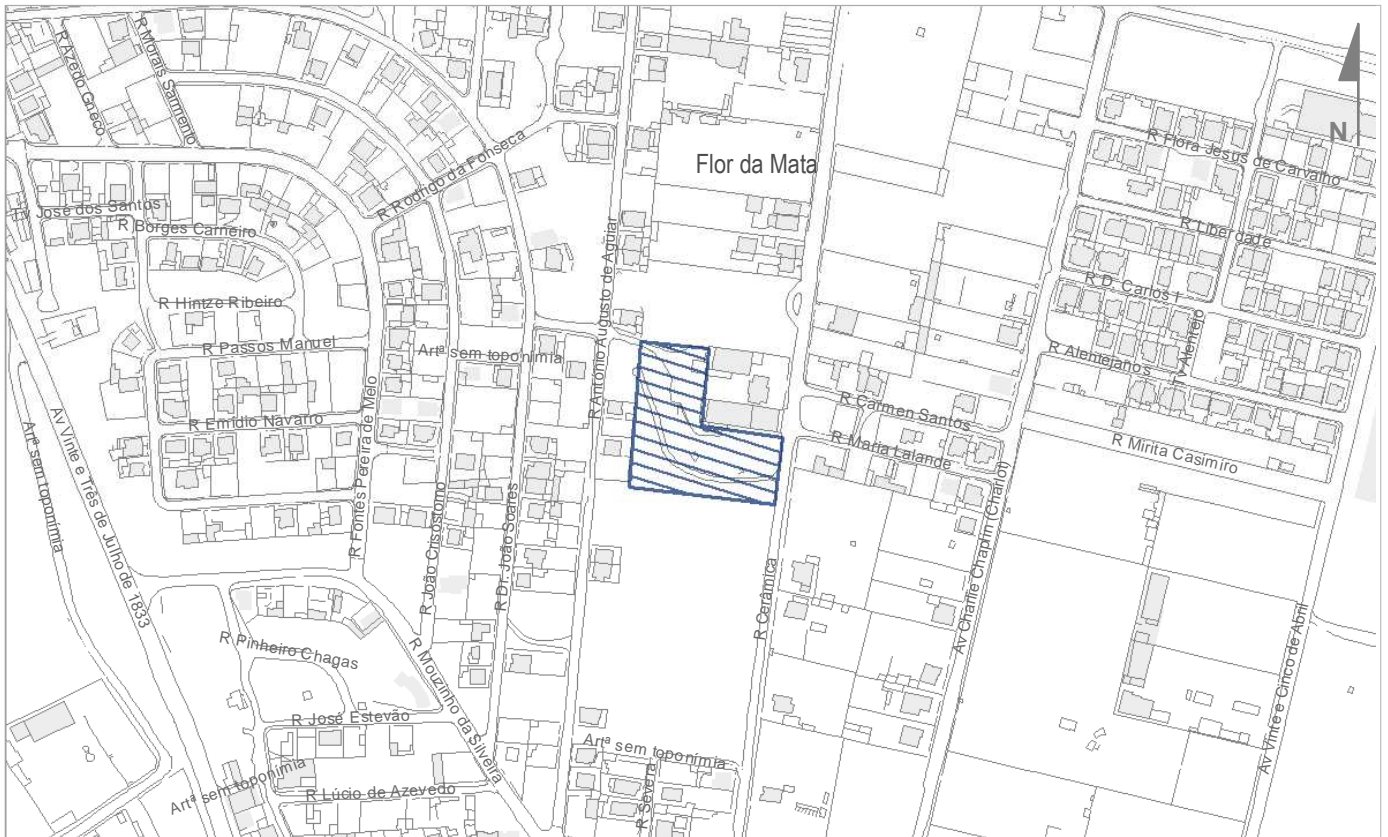 R Azedo Gneco
R Morais Sarmento
Flor da Mata
N
R Flora Jesus de Carvalho
R Rodrigo da Fonseca
Tv José dos Santos
R Borges Carneiro
R Liberdade
R Hintze Ribeiro
R D. Carlos I
R António Augusto de Aguiar
R Passos Manuel
Artª sem toponímia
R Alentejanos
Tv Alentejo
R Fontes Pereira de Melo
R Emídio Navarro
R Carmen Santos
R Maria Lalande
R Mirita Casimiro
Av Vinte e Três de Julho de 1833
Artª sem toponímia
R João Crisóstomo
R Dr. João Soares
R Cerâmica
Av Charlie Chaplin (Charlot)
Av Vinte e Cinco de Abril
R Pinheiro Chagas
R Mouzinho da Silveira
R José Estevão
Artª sem toponímia
Artª sem toponímia
R Lúcio de Azevedo
R Severa